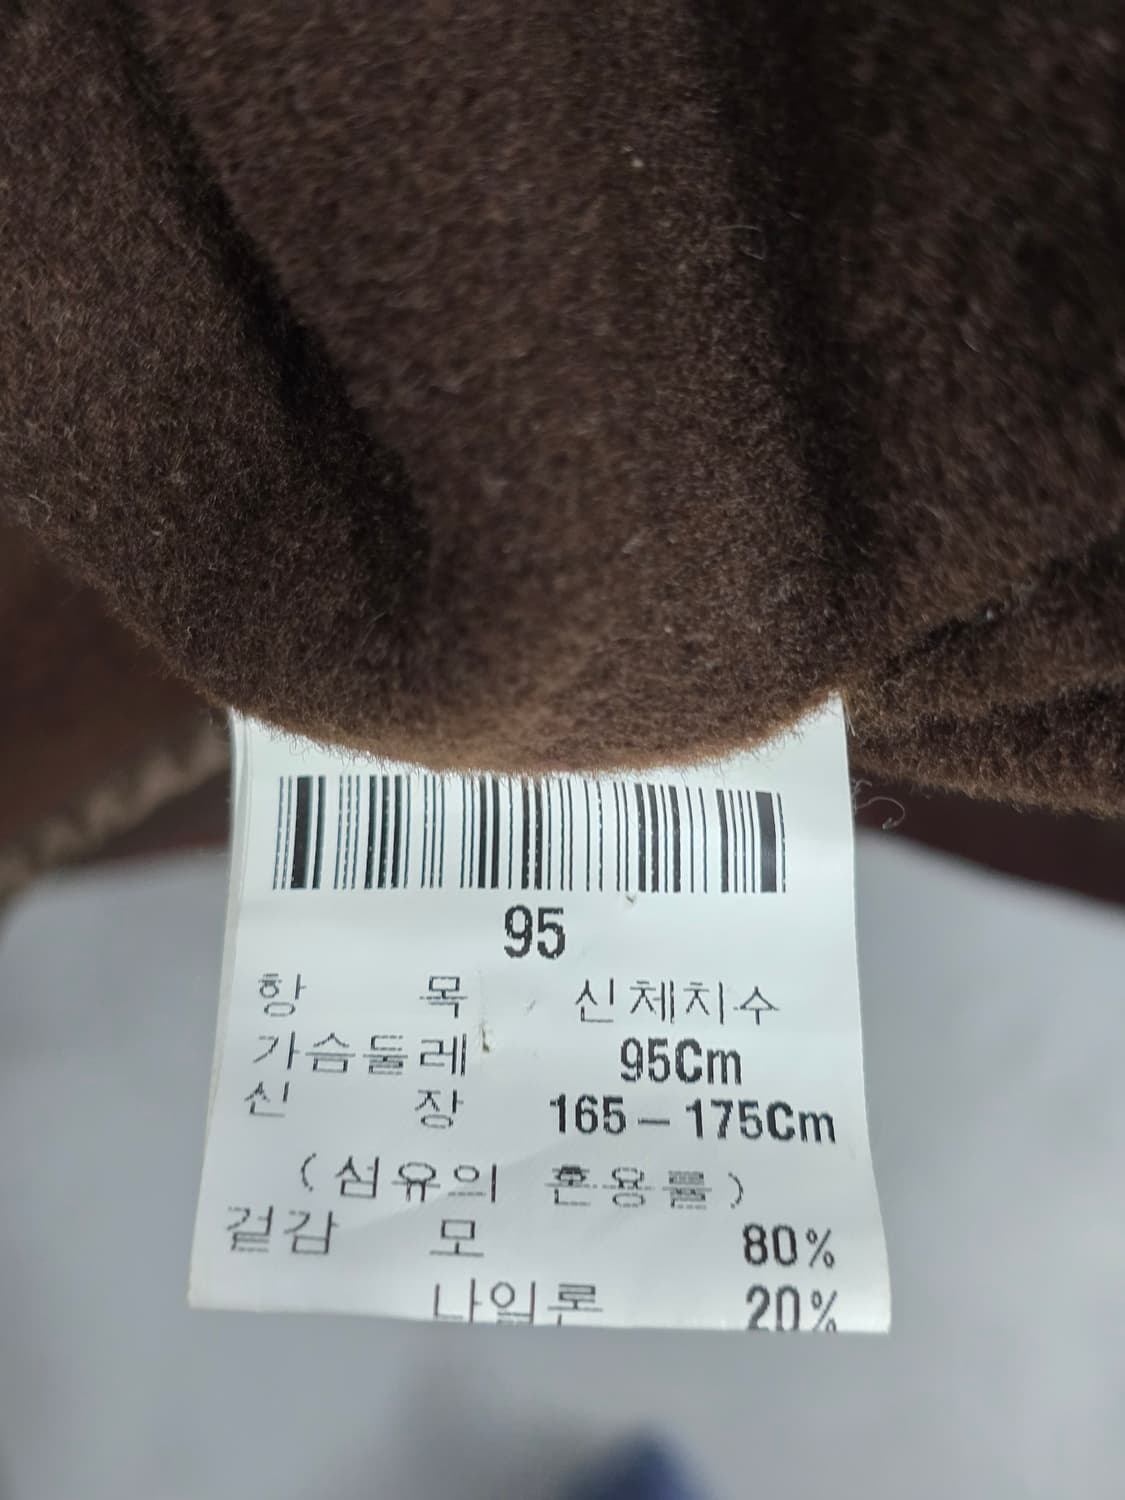 95
항 목 신체치수
가슴둘레 95Cm
신 장 165-175Cm
(섬유의 혼용률)
겉감 모 80%
나일론 20%